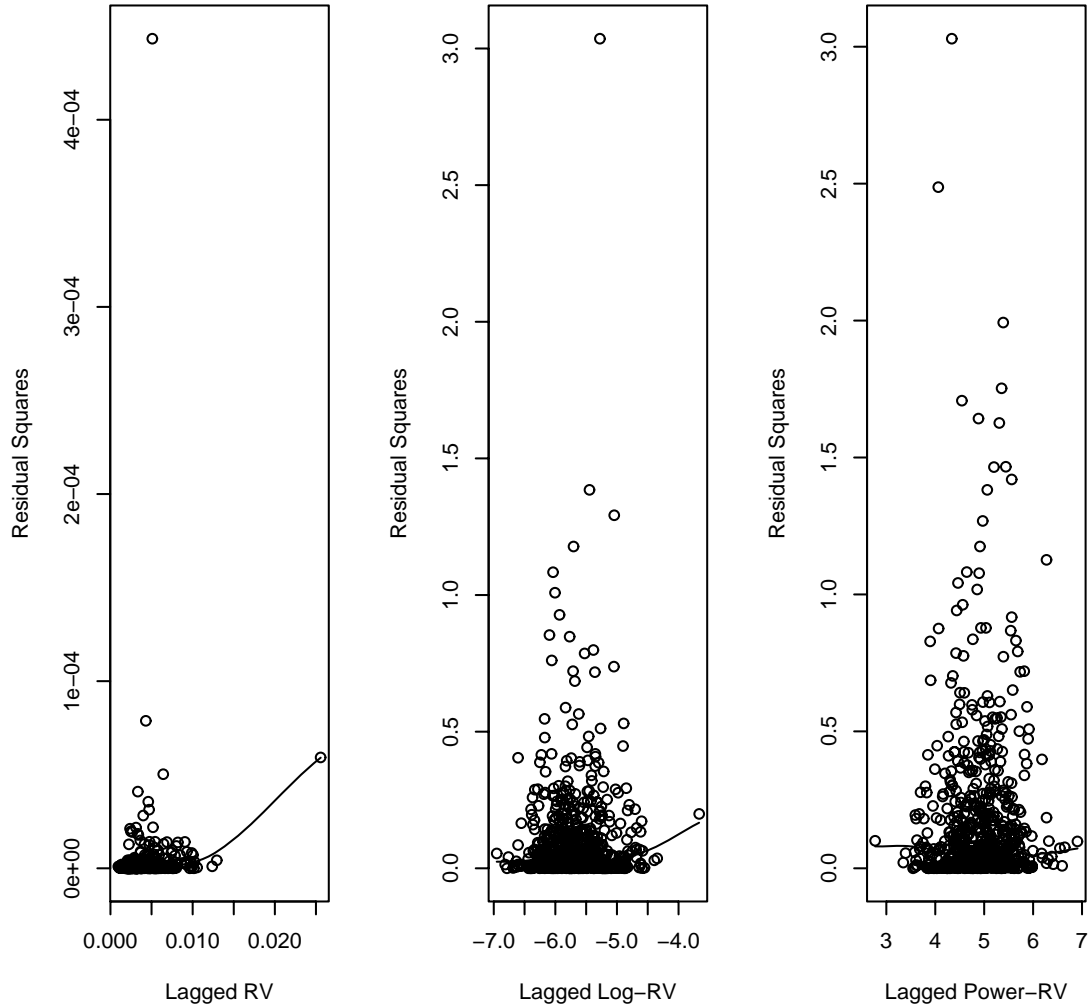 4e−04
3e−04
2e−04
1e−04
0e+00
Residual Squares
0.000
0.010
0.020
Lagged RV
3.0
2.5
2.0
1.5
1.0
0.5
0.0
Residual Squares
−7.0
−6.0
−5.0
−4.0
Lagged Log−RV
3.0
2.5
2.0
1.5
1.0
0.5
0.0
Residual Squares
3
4
5
6
7
Lagged Power−RV